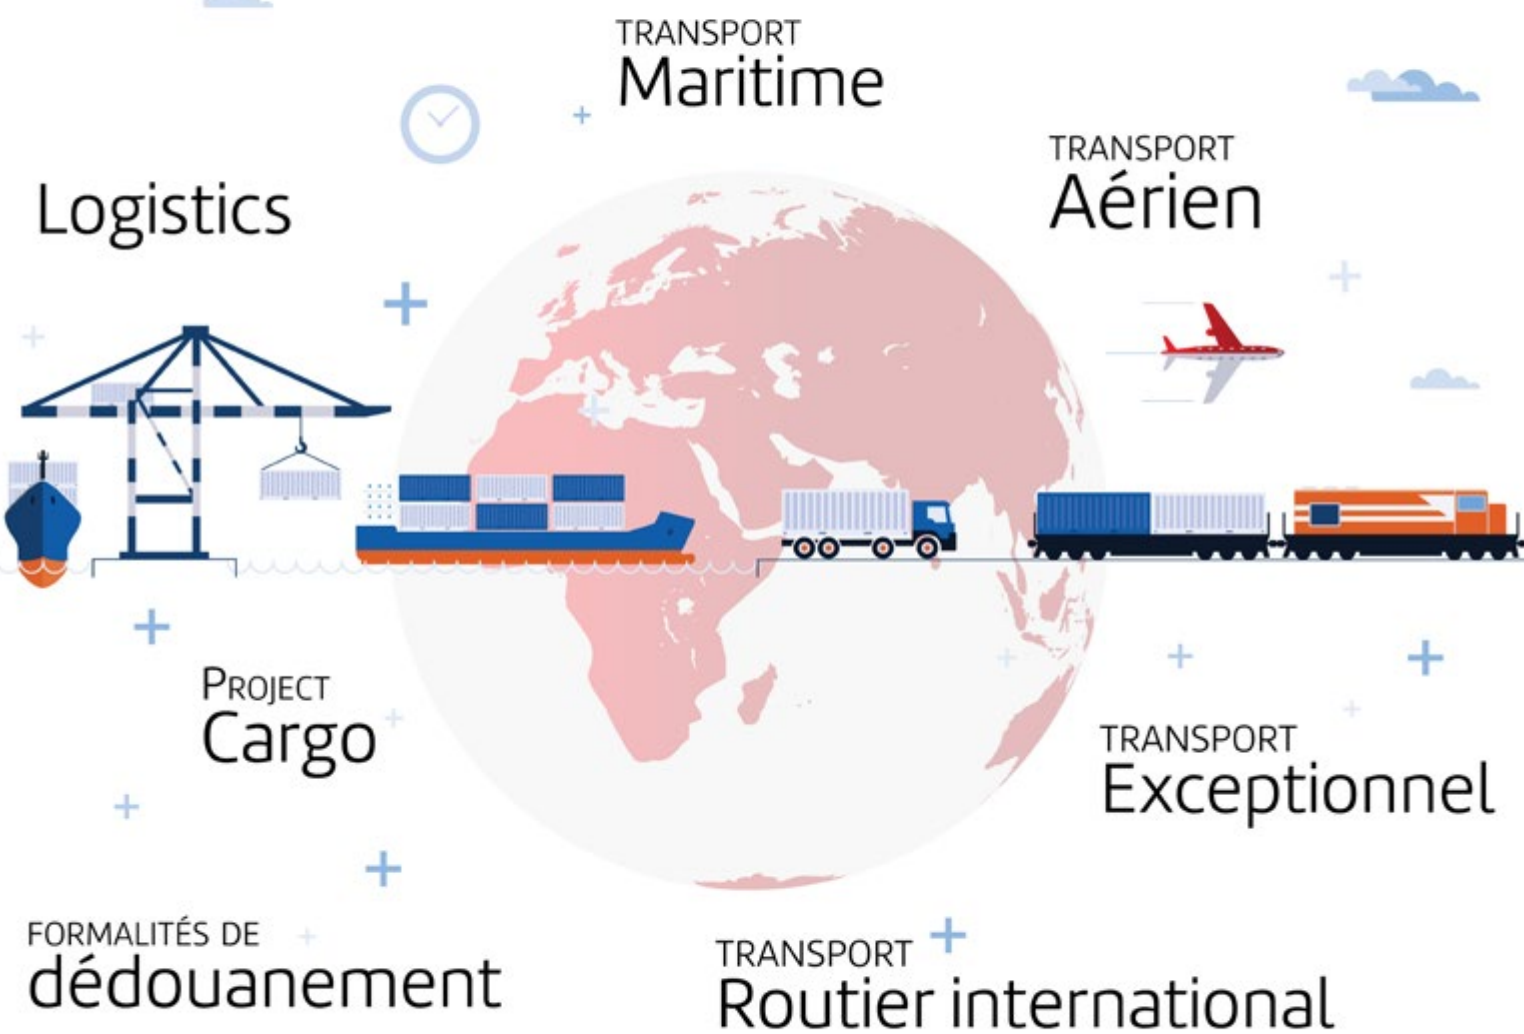 TRANSPORT
Maritime
TRANSPORT
Aérien
Logistics
PROJECT
Cargo
TRANSPORT
Exceptionnel
FORMALITÉS DE
dédouanement
TRANSPORT
Routier international